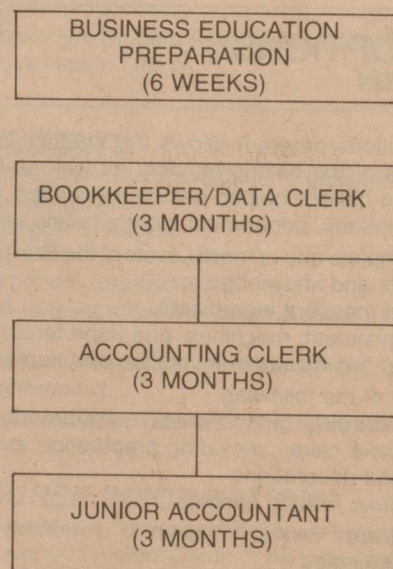 BUSINESS EDUCATION
PREPARATION
(6 WEEKS)
BOOKKEEPER/DATA CLERK
(3 MONTHS)
ACCOUNTING CLERK
(3 MONTHS)
JUNIOR ACCOUNTANT
(3 MONTHS)